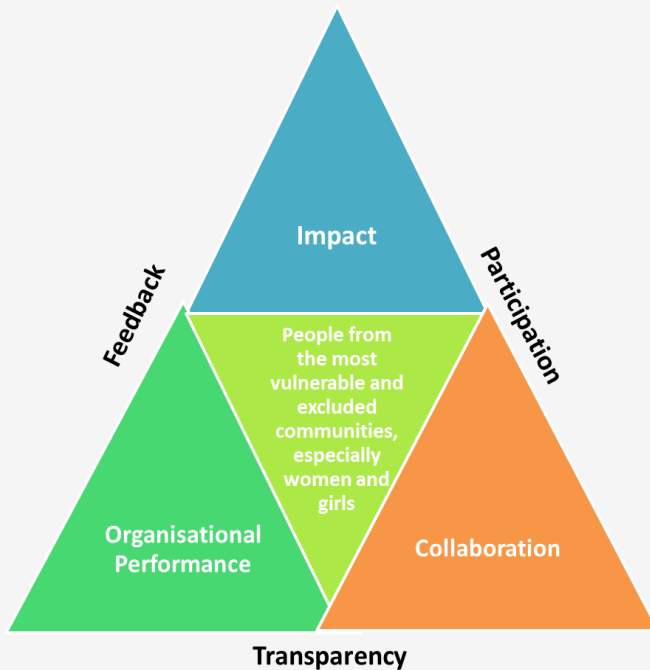 Impact
Feedback
Participation
People from
the most
vulnerable and
excluded
communities,
especially
women and
girls
Organisational
Performance
Collaboration
Transparency